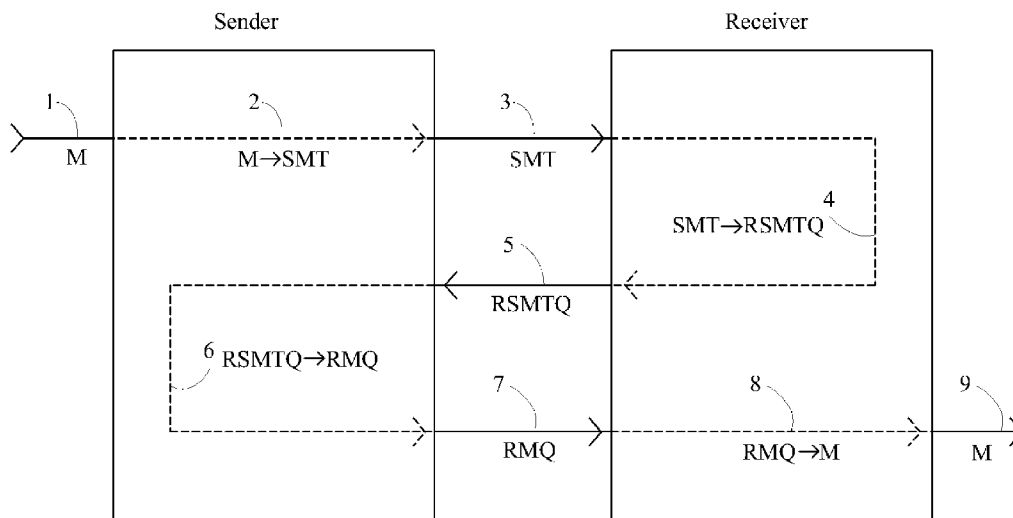 Sender
Receiver
1
2
3
M
M→SMT
SMT
4
SMT→RSMTQ
5
RSMTQ
6
RSMTQ→RMQ
7
8
9
RMQ
RMQ→M
M